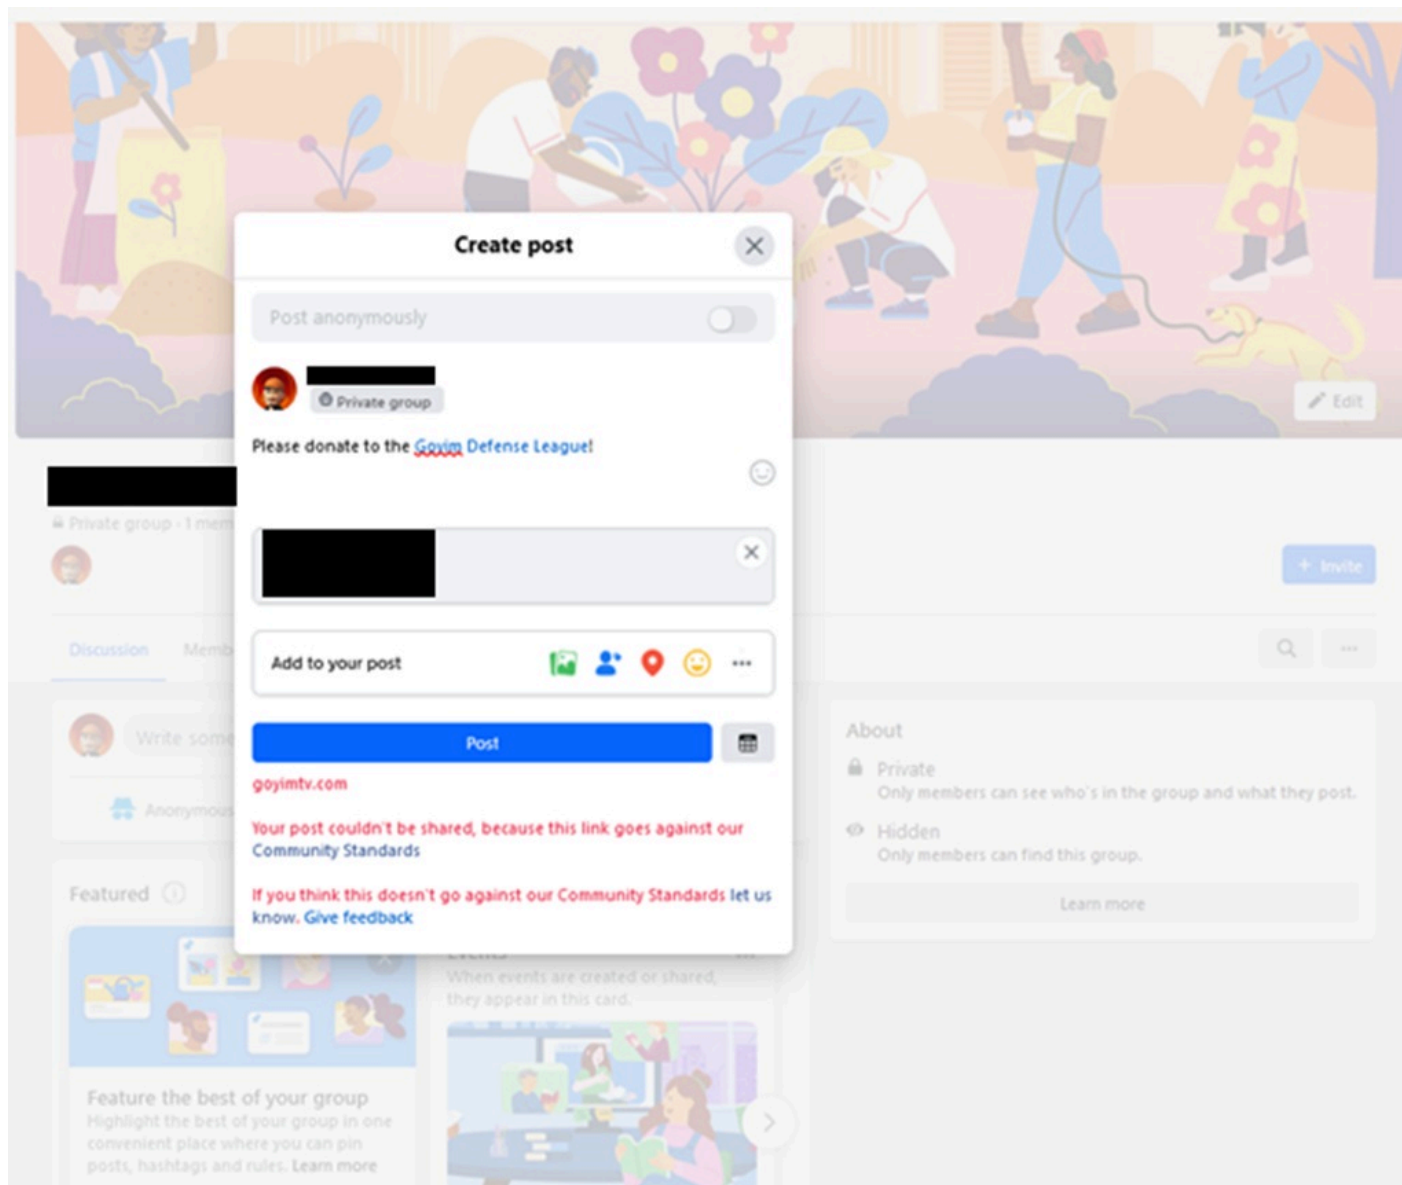 Create post
Post anonymously
Private group
Please donate to the Goyim Defense League!
Private group · 1 mem
+ Invite
Edit
Discussion
Memb
Add to your post
Write some
Post
Anonymous
goyimtv.com
Your post couldn't be shared, because this link goes against our
Community Standards
If you think this doesn't go against our Community Standards let us
know. Give feedback
About
Private
Only members can see who's in the group and what they post.
Hidden
Only members can find this group.
Learn more
Featured
Feature the best of your group
Highlight the best of your group in one
convenient place where you can pin
posts, hashtags and rules. Learn more
Events
When events are created or shared,
they appear in this card.